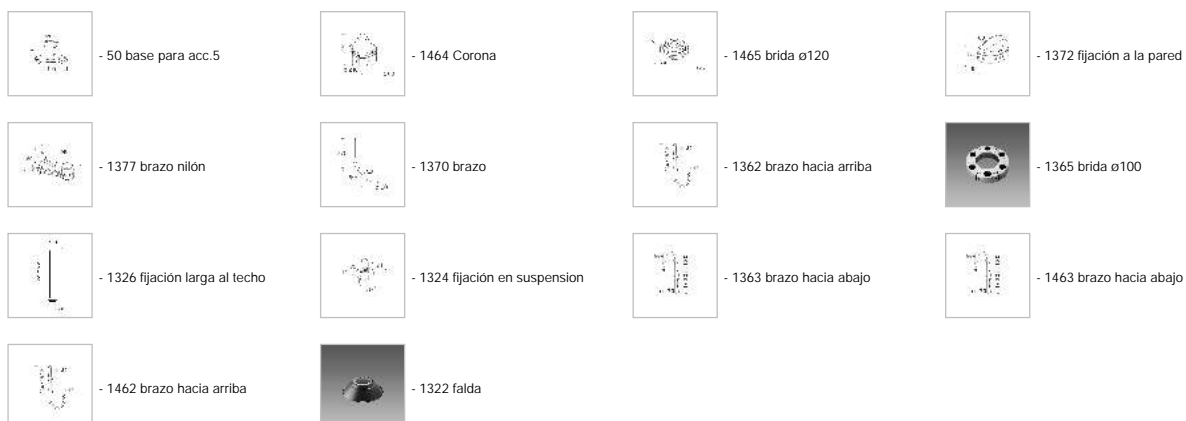 - 50 base para acc.5
- 1464 Corona
- 1465 brida ø120
- 1372 fijación a la pared
- 1377 brazo nilón
- 1370 brazo
- 1362 brazo hacia arriba
- 1365 brida ø100
- 1326 fijación larga al techo
- 1324 fijación en suspension
- 1363 brazo hacia abajo
- 1463 brazo hacia abajo
- 1462 brazo hacia arriba
- 1322 falda